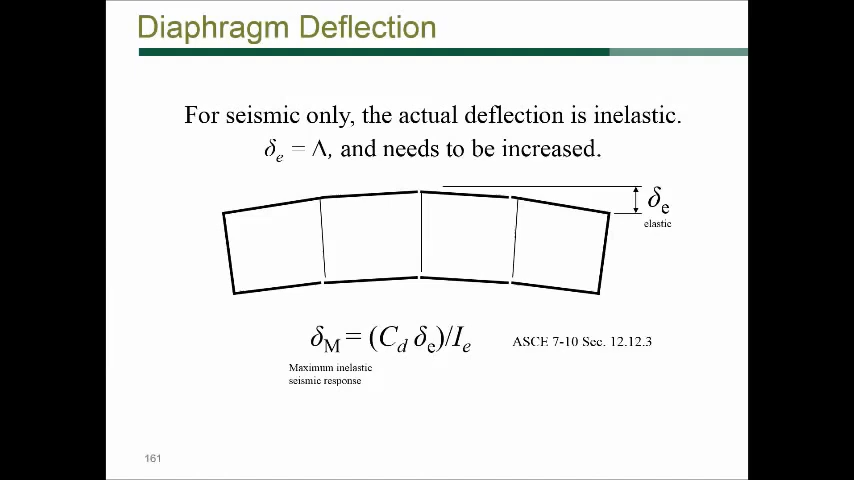 Diaphragm Deflection
For seismic only, the actual deflection is inelastic.
δe = Λ, and needs to be increased.
δe
elastic
δM = (Cd δe)/Ie
ASCE 7-10 Sec. 12.12.3
Maximum inelastic
seismic response
161